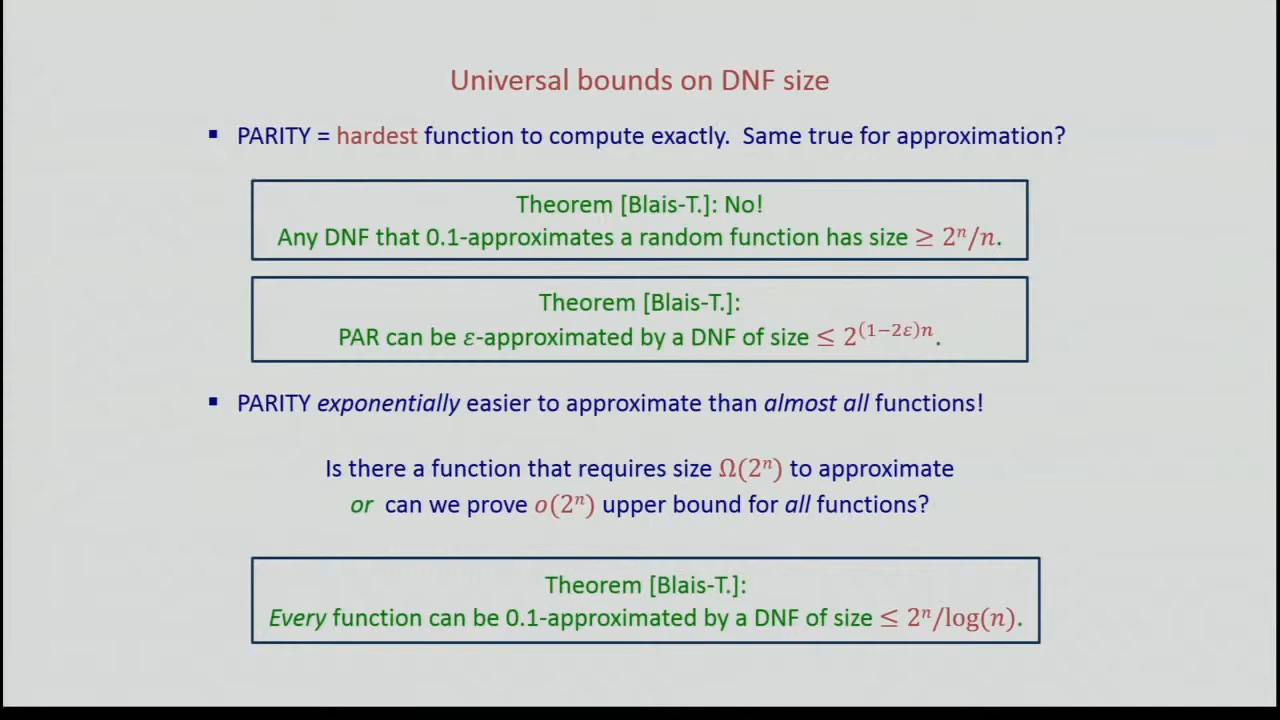 Universal bounds on DNF size
▪ PARITY = hardest function to compute exactly. Same true for approximation?
Theorem [Blais-T.]: No!
Any DNF that 0.1-approximates a random function has size ≥ 2ⁿ/n.
Theorem [Blais-T.]:
PAR can be ε-approximated by a DNF of size ≤ 2^(1−2ε)n.
▪ PARITY exponentially easier to approximate than almost all functions!
Is there a function that requires size Ω(2ⁿ) to approximate
or can we prove o(2ⁿ) upper bound for all functions?
Theorem [Blais-T.]:
Every function can be 0.1-approximated by a DNF of size ≤ 2ⁿ/log(n).